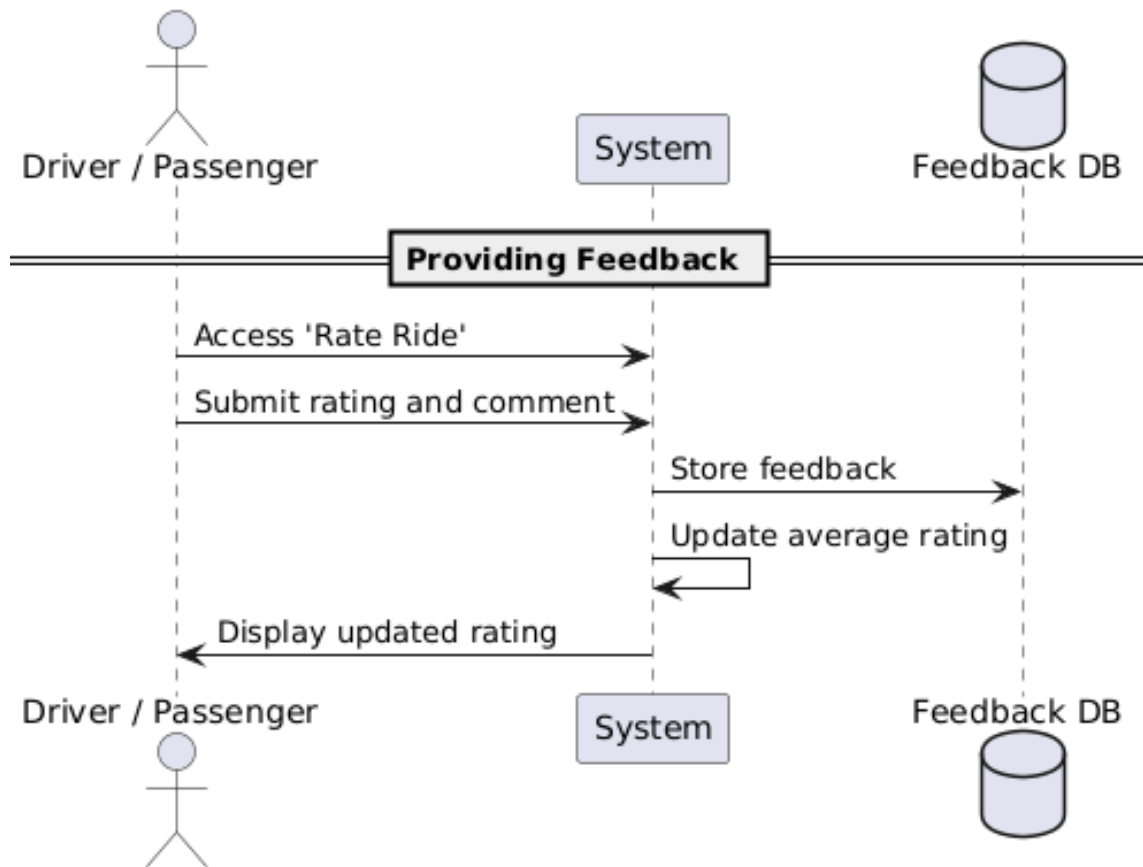 Driver / Passenger
System
Feedback DB
Providing Feedback
Access 'Rate Ride'
Submit rating and comment
Store feedback
Update average rating
Display updated rating
Driver / Passenger
System
Feedback DB